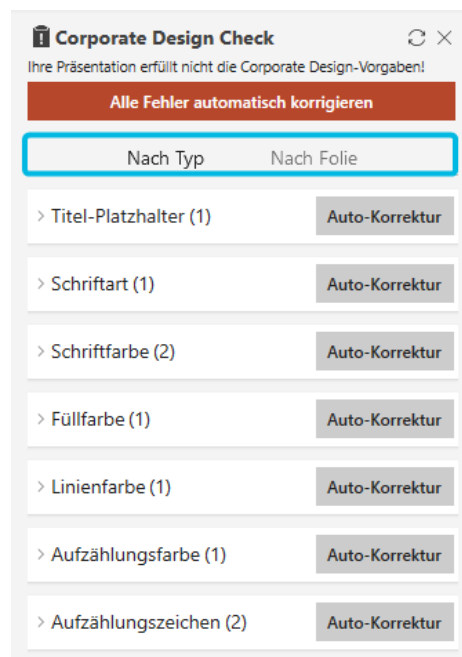 Corporate Design Check
Ihre Präsentation erfüllt nicht die Corporate Design-Vorgaben!
Alle Fehler automatisch korrigieren
Nach Typ Nach Folie
Titel-Platzhalter (1) Auto-Korrektur
Schriftart (1) Auto-Korrektur
Schriftfarbe (2) Auto-Korrektur
Füllfarbe (1) Auto-Korrektur
Linienfarbe (1) Auto-Korrektur
Aufzählungsfarbe (1) Auto-Korrektur
Aufzählungszeichen (2) Auto-Korrektur